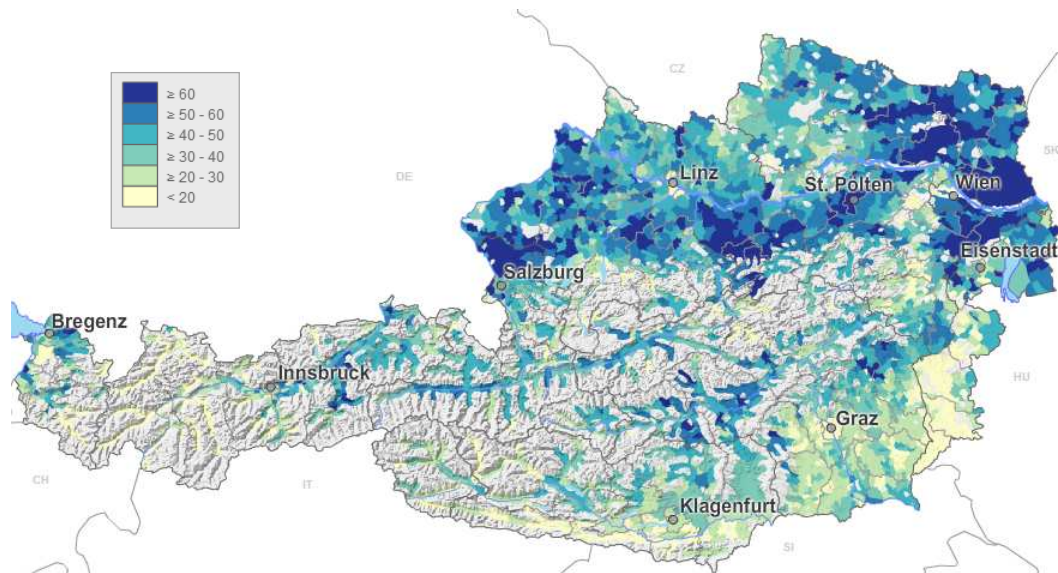 ≥ 60
≥ 50 - 60
≥ 40 - 50
≥ 30 - 40
≥ 20 - 30
< 20
CZ
DE
SK
Linz
St. Pölten
Wien
Eisenstadt
Salzburg
Bregenz
Innsbruck
HU
Graz
CH
IT
Klagenfurt
SI